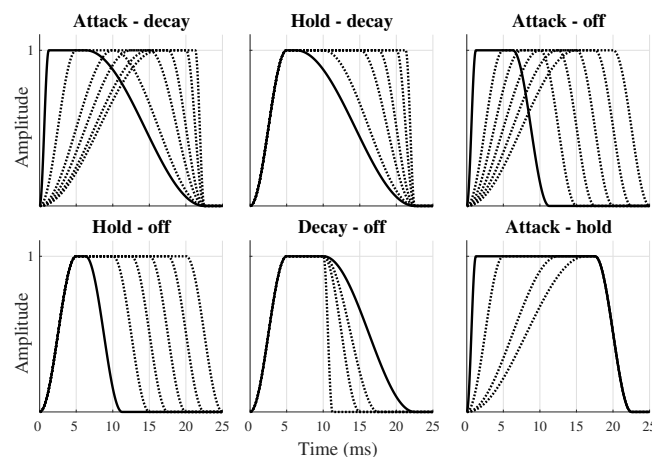 Attack - decay
Hold - decay
Attack - off
1
Amplitude
Hold - off
Decay - off
Attack - hold
1
Amplitude
0 5 10 15 20 25
0 5 10 15 20 25
0 5 10 15 20 25
Time (ms)